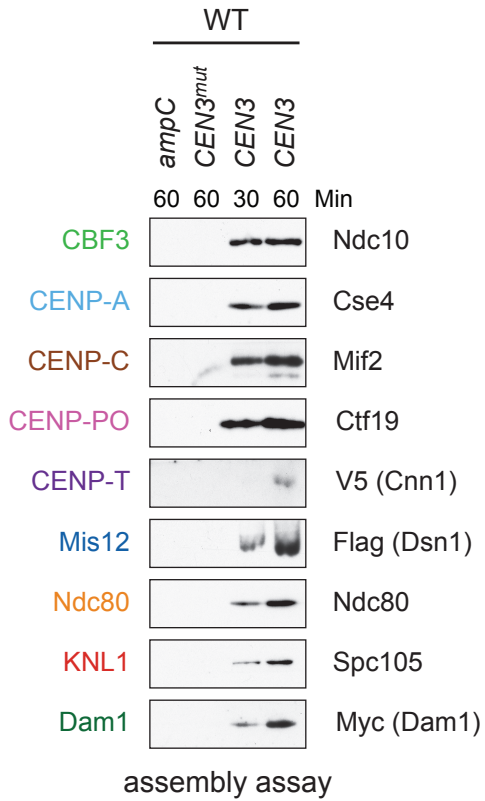 WT
ampC CEN3mut CEN3 CEN3
60 60 30 60 Min
CBF3 Ndc10
CENP-A Cse4
CENP-C Mif2
CENP-PO Ctf19
CENP-T V5 (Cnn1)
Mis12 Flag (Dsn1)
Ndc80 Ndc80
KNL1 Spc105
Dam1 Myc (Dam1)
assembly assay